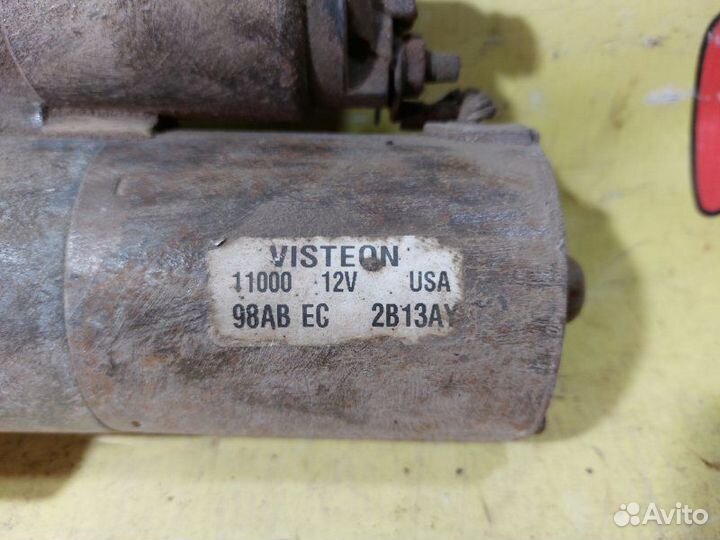 VISTEON
11000 12V USA
98AB EC 2B13AY
Avito